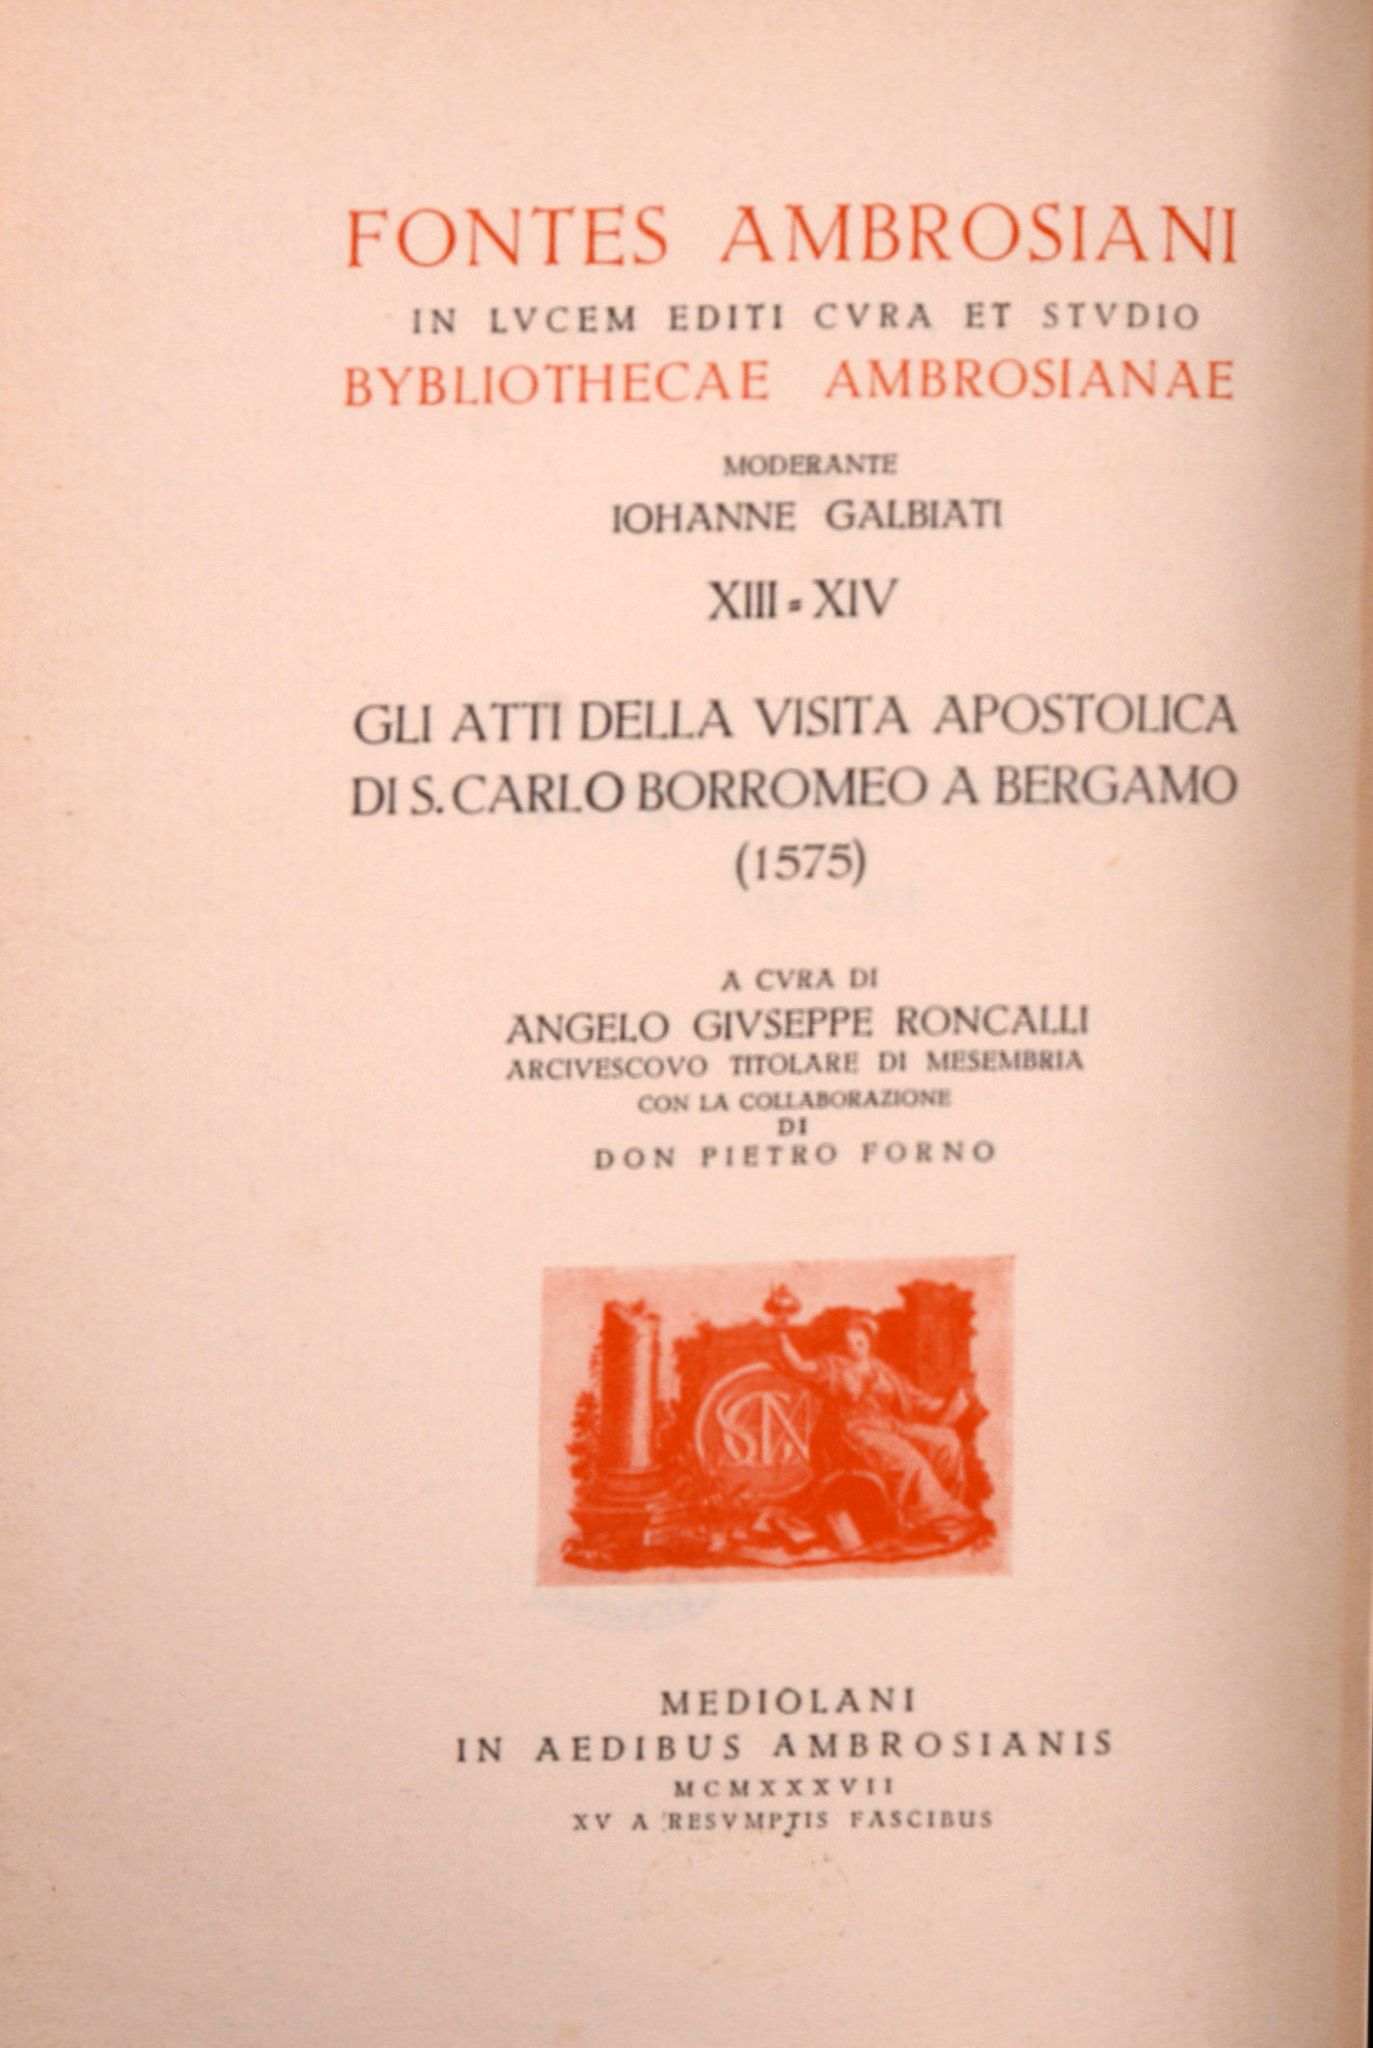 FONTES AMBROSIANI
IN LVCEM EDITI CVRA ET STVDIO
BYBLIOTHECAE AMBROSIANAE
MODERANTE
IOHANNE GALBIATI
XIII-XIV
GLI ATTI DELLA VISITA APOSTOLICA
DI S. CARLO BORROMEO A BERGAMO
(1575)
A CVRA DI
ANGELO GIVSEPPE RONCALLI
ARCIVESCOVO TITOLARE DI MESEMBRIA
CON LA COLLABORAZIONE
DI
DON PIETRO FORNO
MEDIOLANI
IN AEDIBUS AMBROSIANIS
MCMXXXVII
XV A RESVMPTIS FASCIBUS